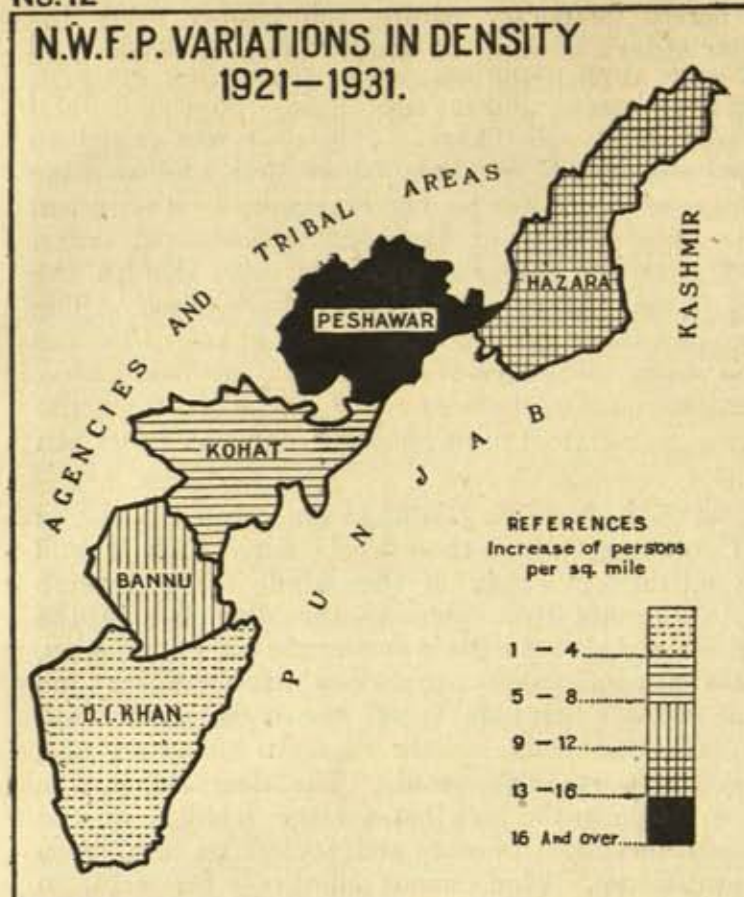 No. 12
N.W.F.P. VARIATIONS IN DENSITY
1921—1931.
AGENCIES AND TRIBAL AREAS
KASHMIR
HAZARA
PESHAWAR
KOHAT
PUNJAB
BANNU
D.I.KHAN
REFERENCES
Increase of persons
per sq. mile
1 — 4
5 — 8
9 — 12
13 — 16
16 And over